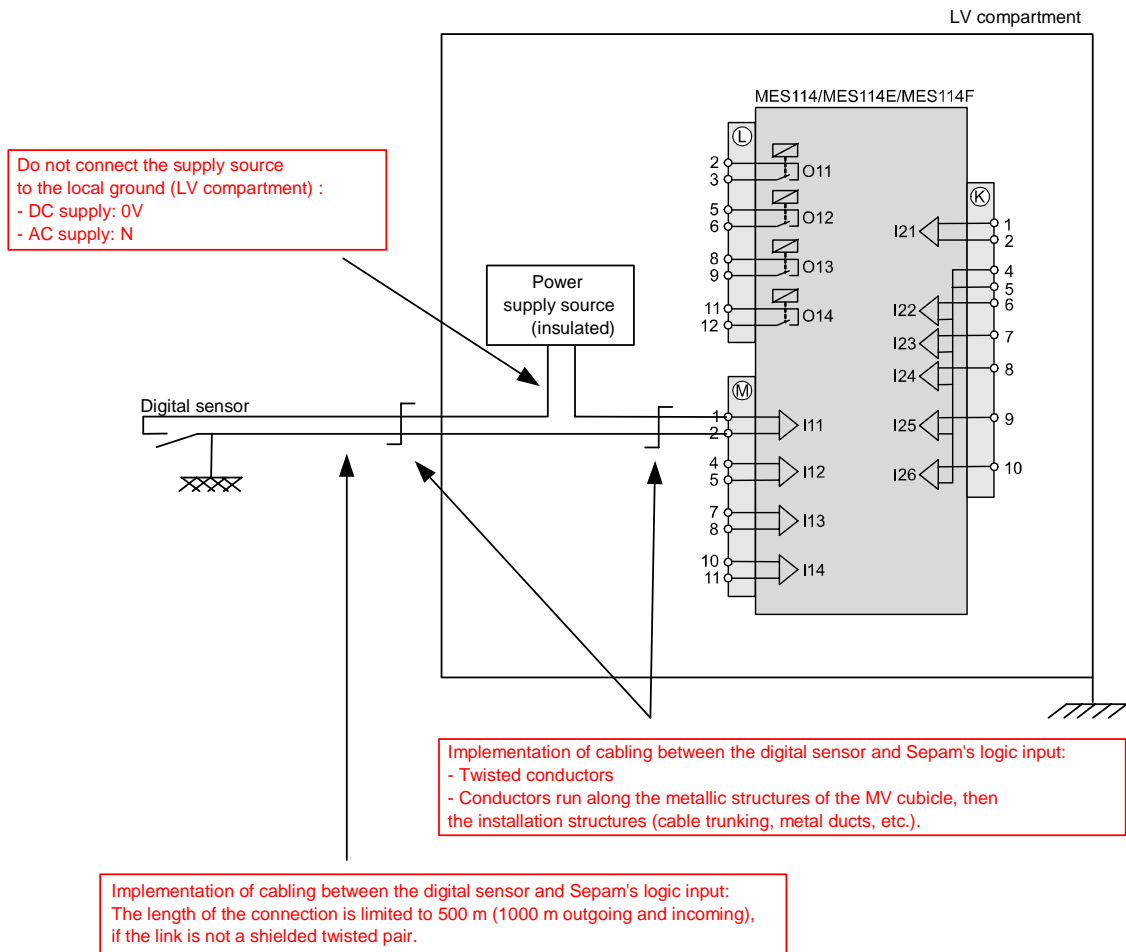 LV compartment
MES114/MES114E/MES114F
Do not connect the supply source
to the local ground (LV compartment) :
- DC supply: 0V
- AC supply: N
L
2
3
O11
5
6
O12
8
9
O13
11
12
O14
K
I21
1
2
4
5
6
I22
7
I23
8
I24
9
I25
10
I26
Power
supply source
(insulated)
Digital sensor
M
1
2
I11
4
5
I12
7
8
I13
10
11
I14
Implementation of cabling between the digital sensor and Sepam's logic input:
- Twisted conductors
- Conductors run along the metallic structures of the MV cubicle, then
the installation structures (cable trunking, metal ducts, etc.).
Implementation of cabling between the digital sensor and Sepam's logic input:
The length of the connection is limited to 500 m (1000 m outgoing and incoming),
if the link is not a shielded twisted pair.